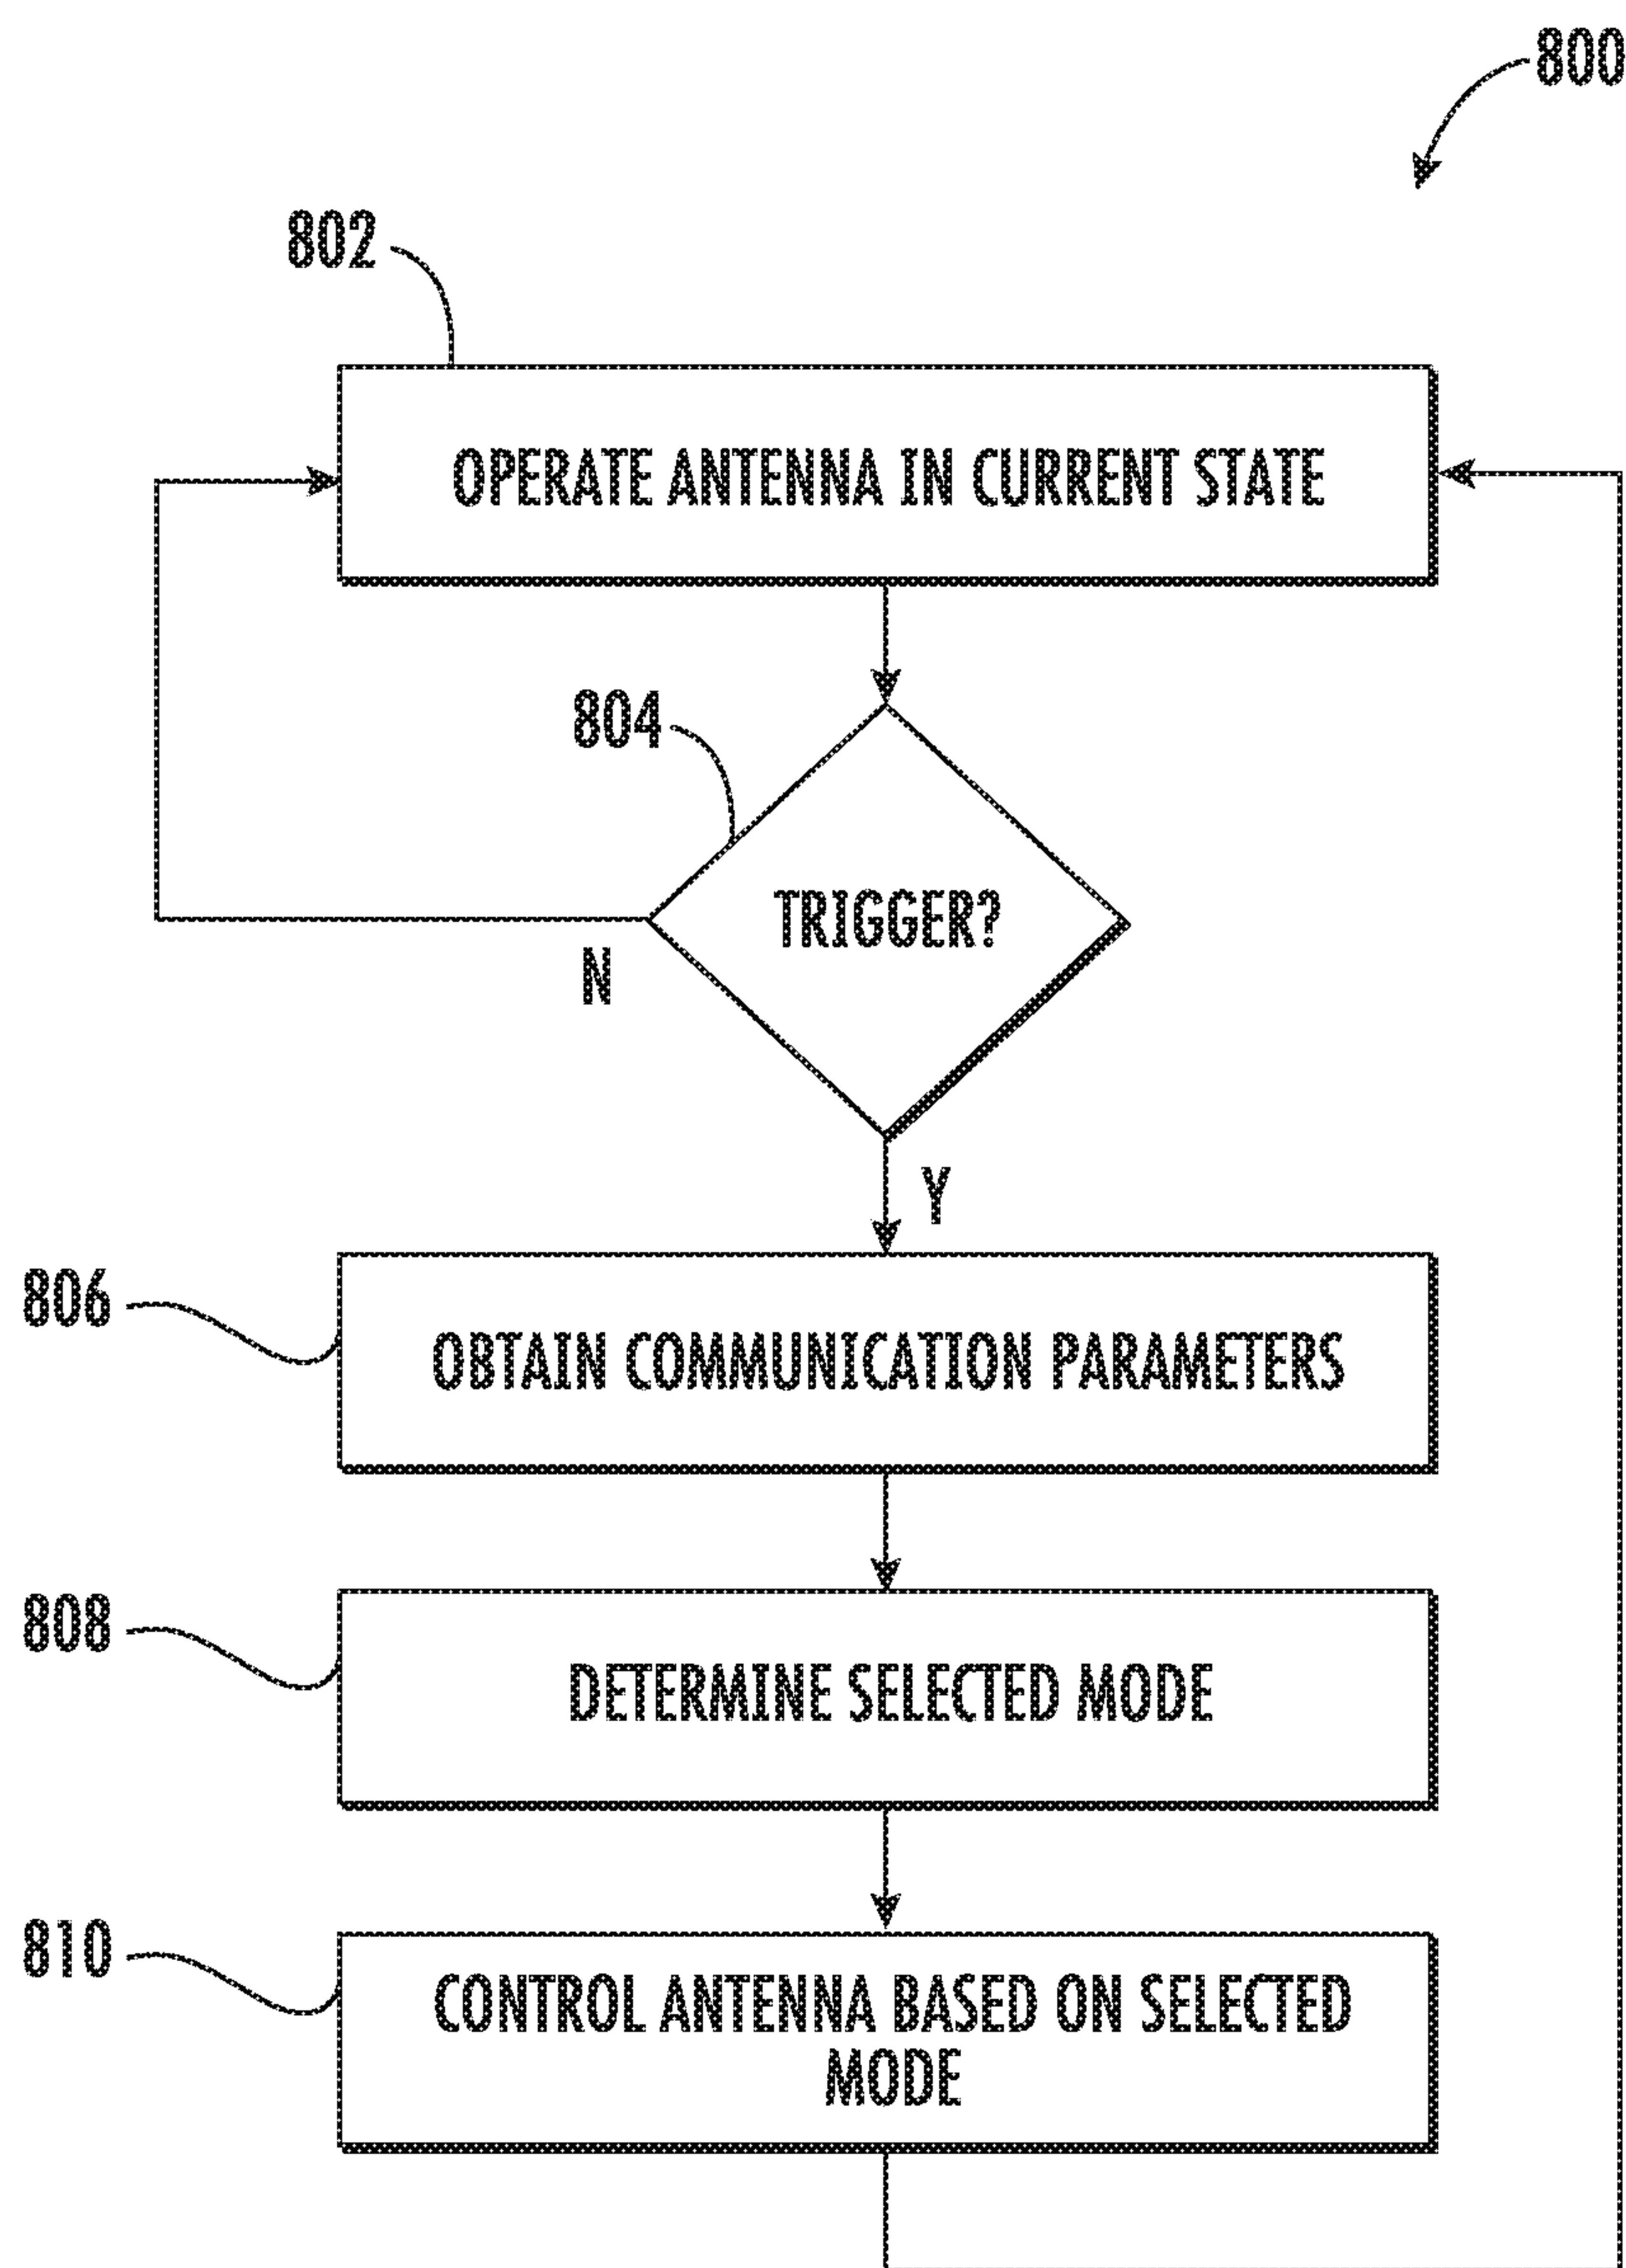 800
802
OPERATE ANTENNA IN CURRENT STATE
804
TRIGGER?
N
Y
806
OBTAIN COMMUNICATION PARAMETERS
808
DETERMINE SELECTED MODE
810
CONTROL ANTENNA BASED ON SELECTED
MODE